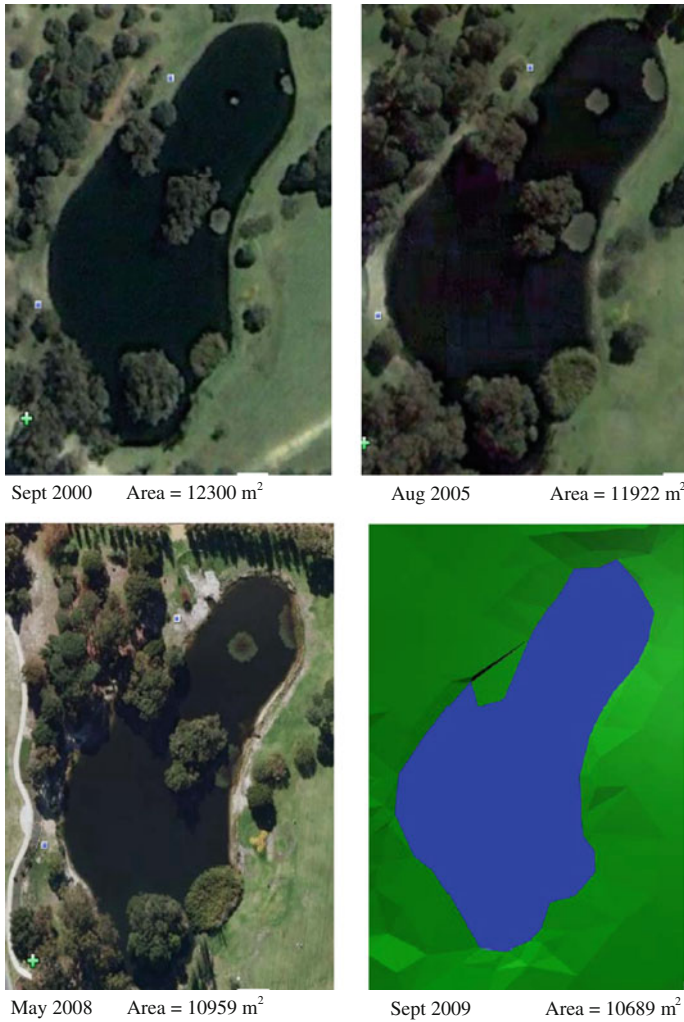 Sept 2000 Area = 12300 m²
Aug 2005 Area = 11922 m²
May 2008 Area = 10959 m²
Sept 2009 Area = 10689 m²